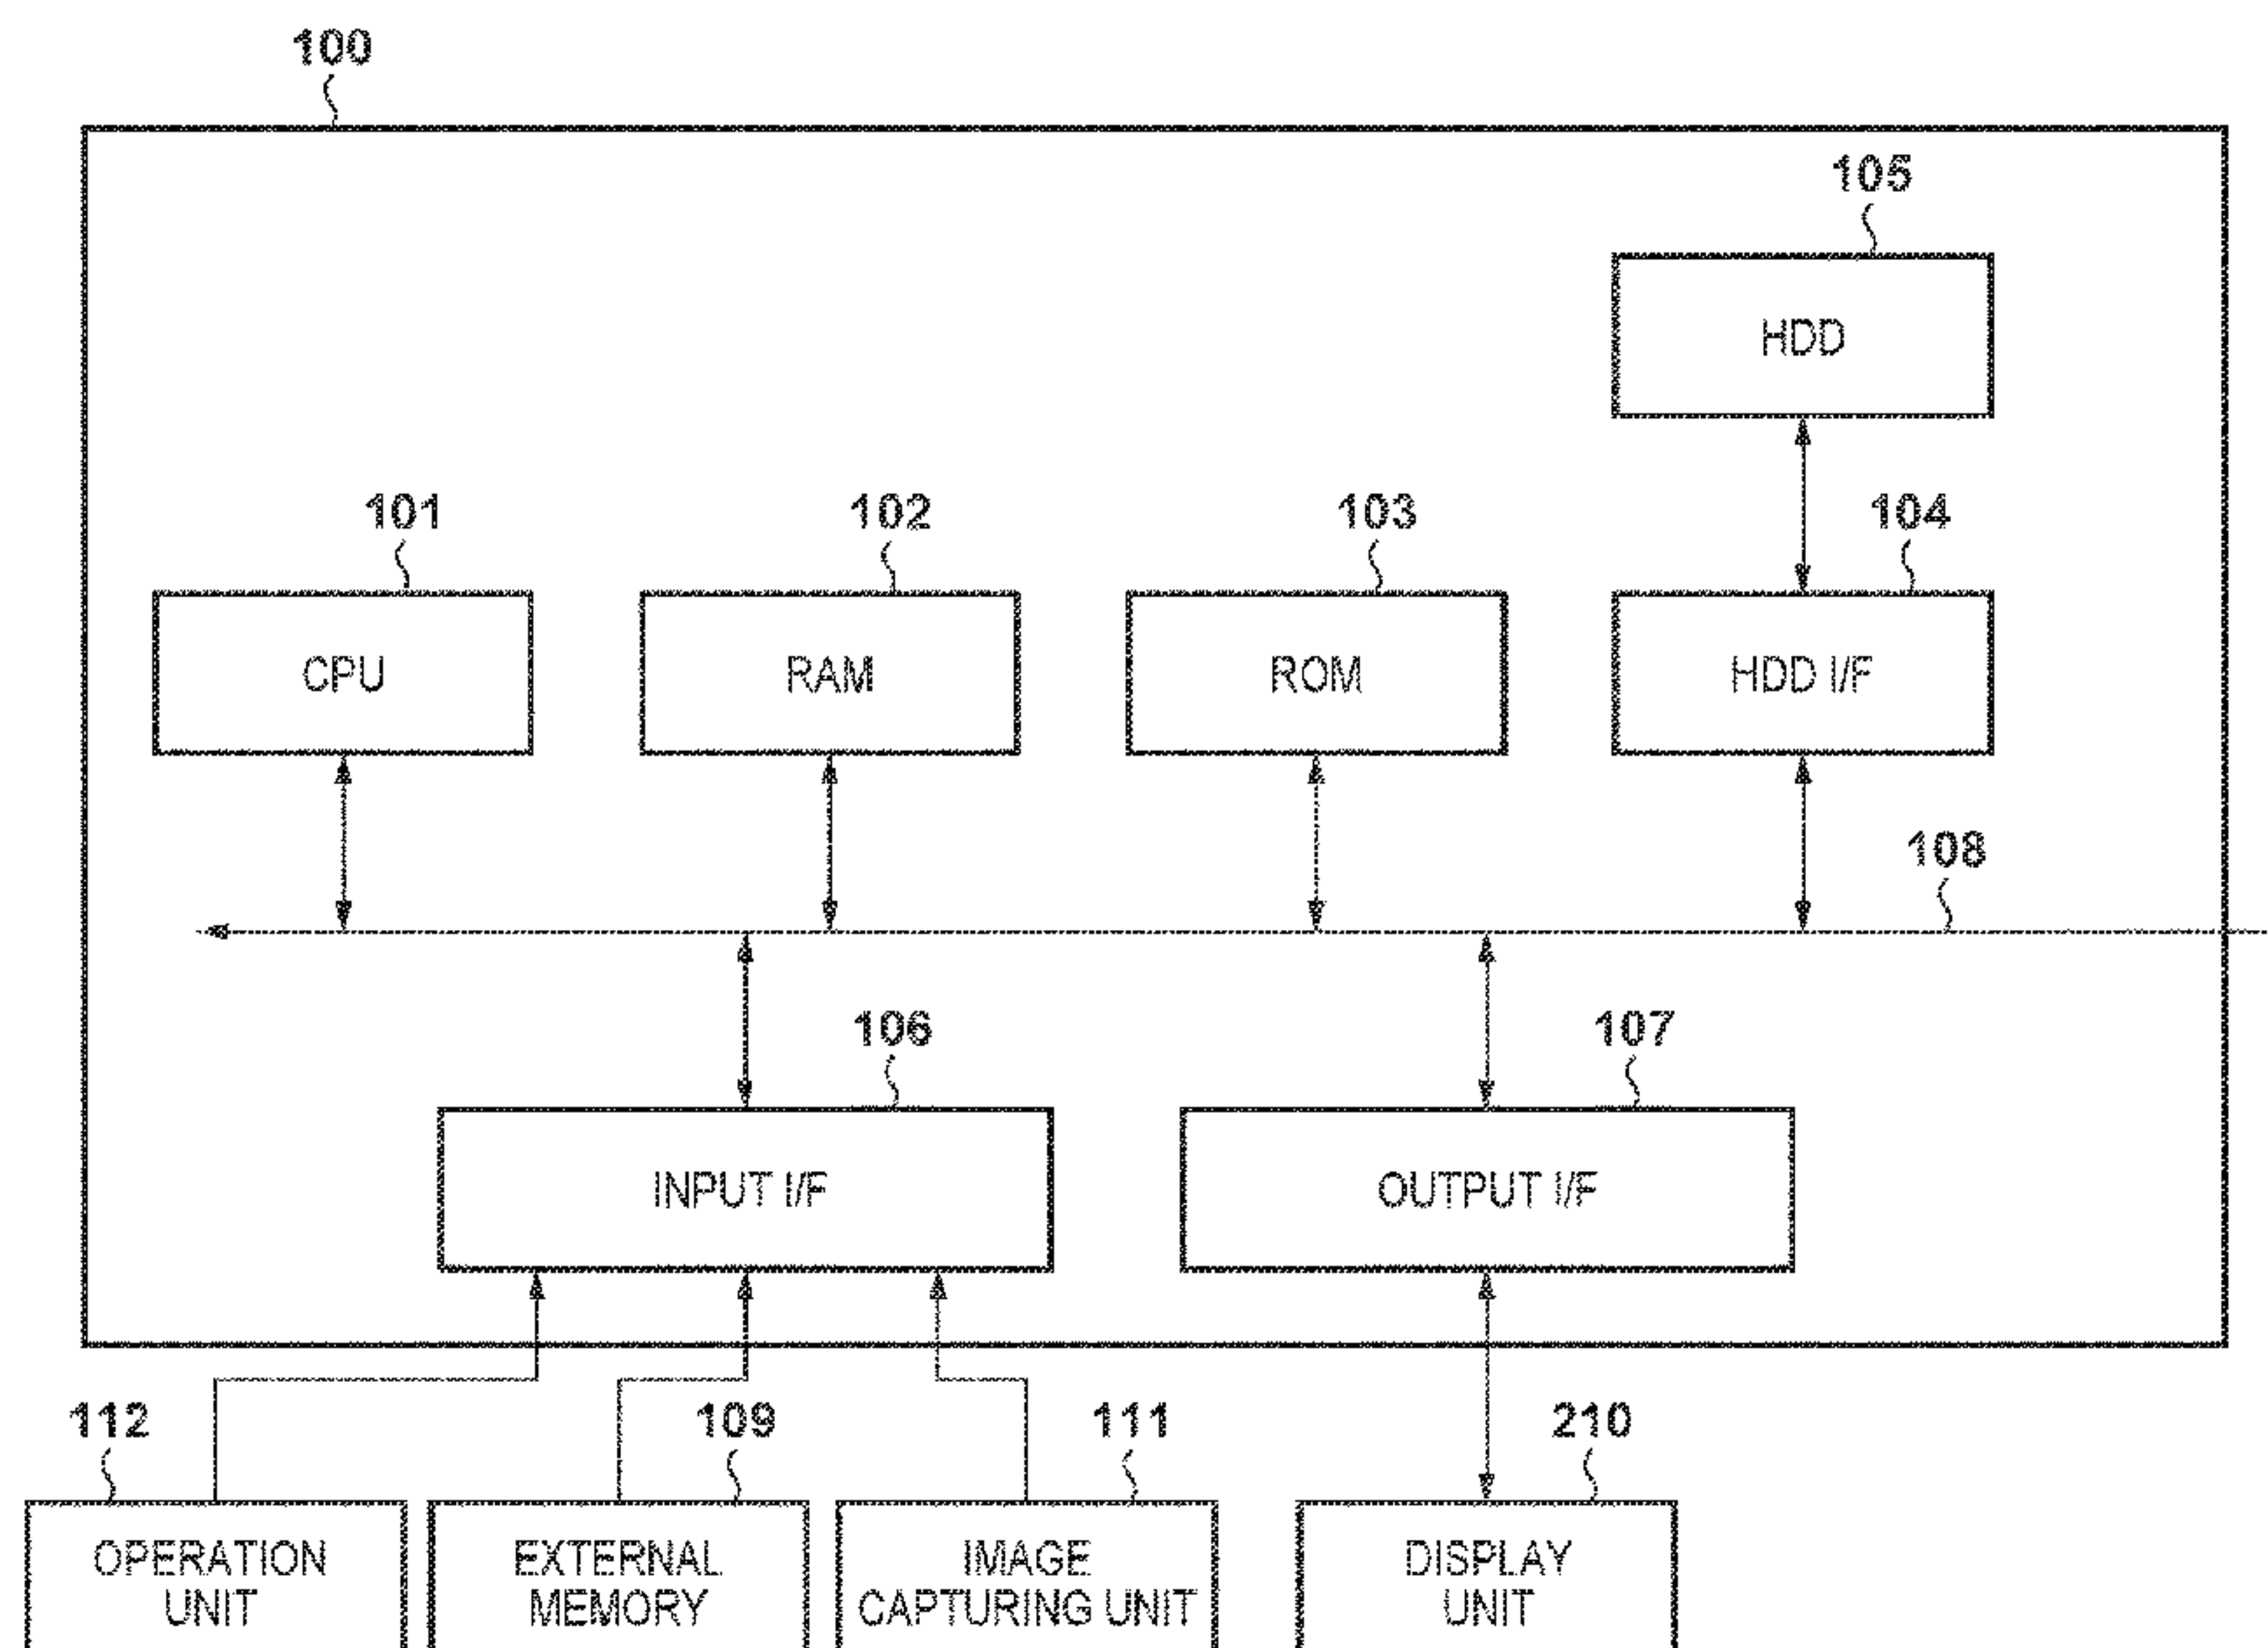 100
105
HDD
101
102
103
104
CPU
RAM
ROM
HDD I/F
108
106
107
INPUT I/F
OUTPUT I/F
112
109
111
210
OPERATION
UNIT
EXTERNAL
MEMORY
IMAGE
CAPTURING UNIT
DISPLAY
UNIT